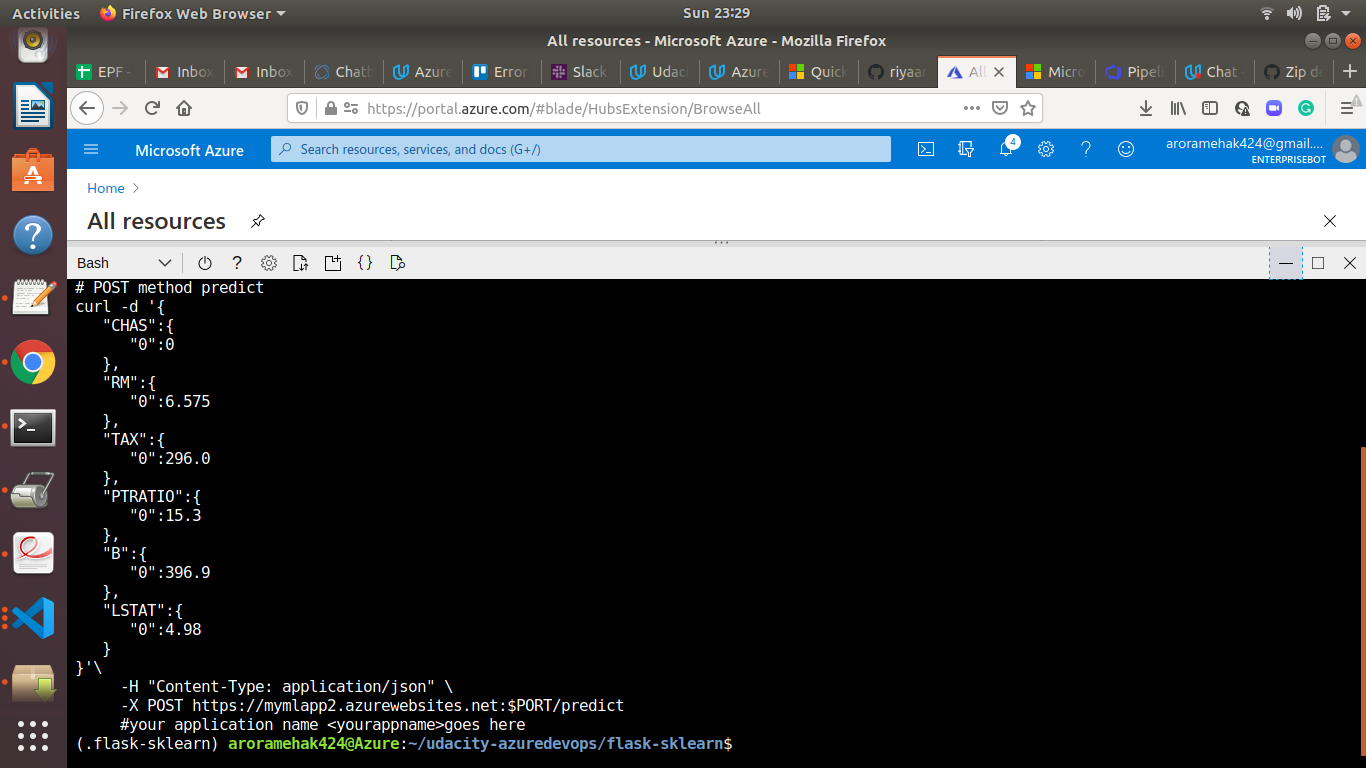 Activities Firefox Web Browser Sun 23:29
All resources - Microsoft Azure - Mozilla Firefox
EPF - Inbox Inbox Chatb Azure Error Slack Udac Azure Quick riyaar All Micro Pipeli Chat Zip de
https://portal.azure.com/#blade/HubsExtension/BrowseAll
Microsoft Azure Search resources, services, and docs (G+/) 4 aroramehak424@gmail....
ENTERPRISEBOT
Home >
All resources
Bash
# POST method predict
curl -d '{
"CHAS":{
"0":0
},
"RM":{
"0":6.575
},
"TAX":{
"0":296.0
},
"PTRATIO":{
"0":15.3
},
"B":{
"0":396.9
},
"LSTAT":{
"0":4.98
}
}'\
-H "Content-Type: application/json" \
-X POST https://mymlapp2.azurewebsites.net:$PORT/predict
#your application name <yourappname>goes here
(.flask-sklearn) aroramehak424@Azure:~/udacity-azuredevops/flask-sklearn$